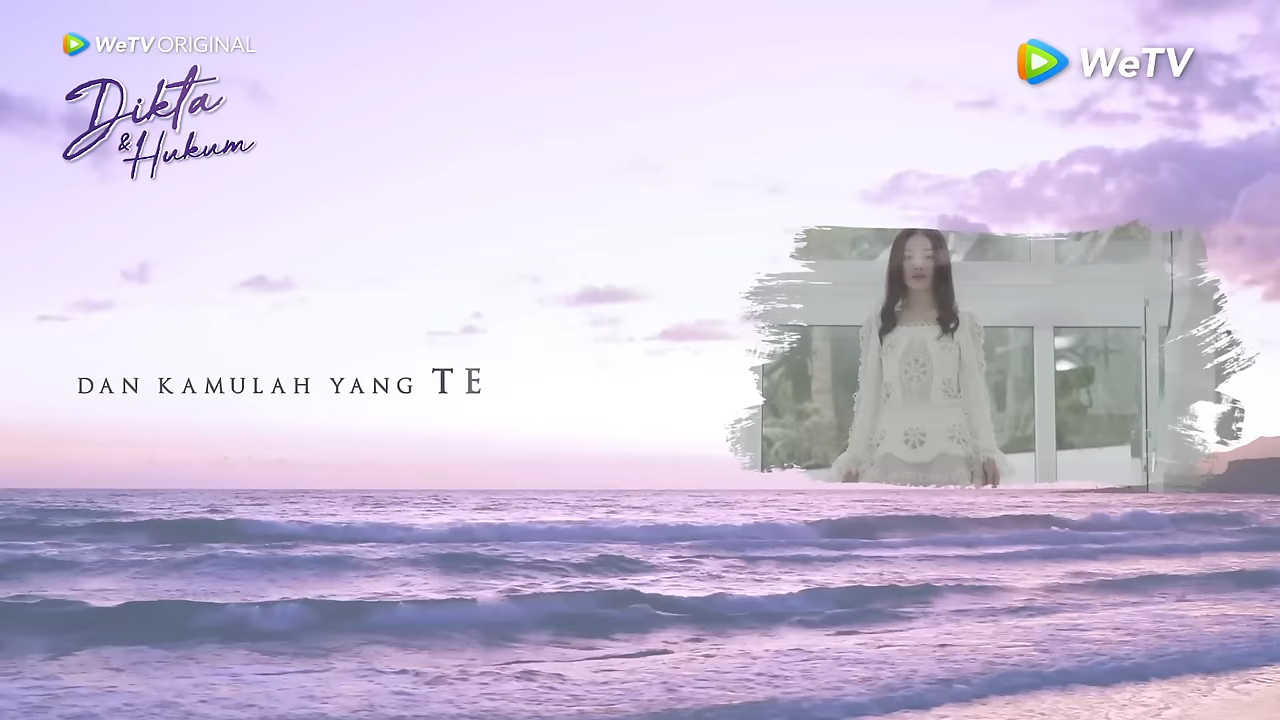 WeTV ORIGINAL
Dikta
& Hukum
WeTV
DAN KAMULAH YANG TE